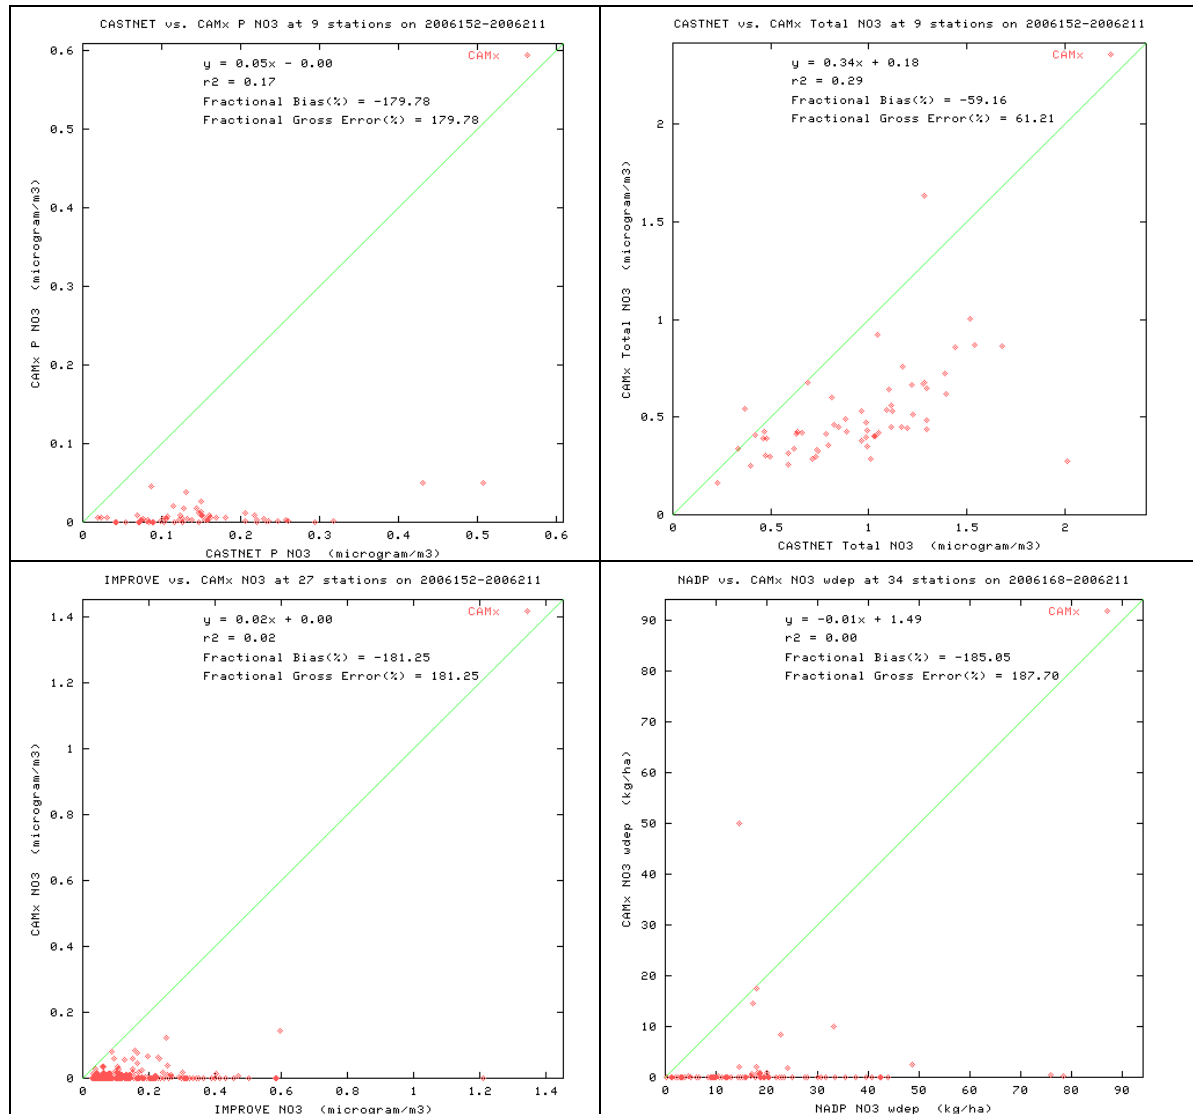 CASTNET vs. CAMx P NO3 at 9 stations on 2006152-2006211
CAMx
y = 0.05x - 0.00
r2 = 0.17
Fractional Bias(%) = -179.78
Fractional Gross Error(%) = 179.78
0.6
0.5
0.4
0.3
0.2
0.1
0
CAMx P NO3 (microgram/m3)
0 0.1 0.2 0.3 0.4 0.5 0.6
CASTNET P NO3 (microgram/m3)
CASTNET vs. CAMx Total NO3 at 9 stations on 2006152-2006211
CAMx
y = 0.34x + 0.18
r2 = 0.29
Fractional Bias(%) = -59.16
Fractional Gross Error(%) = 61.21
2
1.5
1
0.5
0
CAMx Total NO3 (microgram/m3)
0 0.5 1 1.5 2
CASTNET Total NO3 (microgram/m3)
IMPROVE vs. CAMx NO3 at 27 stations on 2006152-2006211
CAMx
y = 0.02x + 0.00
r2 = 0.02
Fractional Bias(%) = -181.25
Fractional Gross Error(%) = 181.25
1.4
1.2
1
0.8
0.6
0.4
0.2
0
CAMx NO3 (microgram/m3)
0 0.2 0.4 0.6 0.8 1 1.2 1.4
IMPROVE NO3 (microgram/m3)
NADP vs. CAMx NO3 wdep at 34 stations on 2006168-2006211
CAMx
y = -0.01x + 1.49
r2 = 0.00
Fractional Bias(%) = -185.05
Fractional Gross Error(%) = 187.70
90
80
70
60
50
40
30
20
10
0
CAMx NO3 wdep (kg/ha)
0 10 20 30 40 50 60 70 80 90
NADP NO3 wdep (kg/ha)